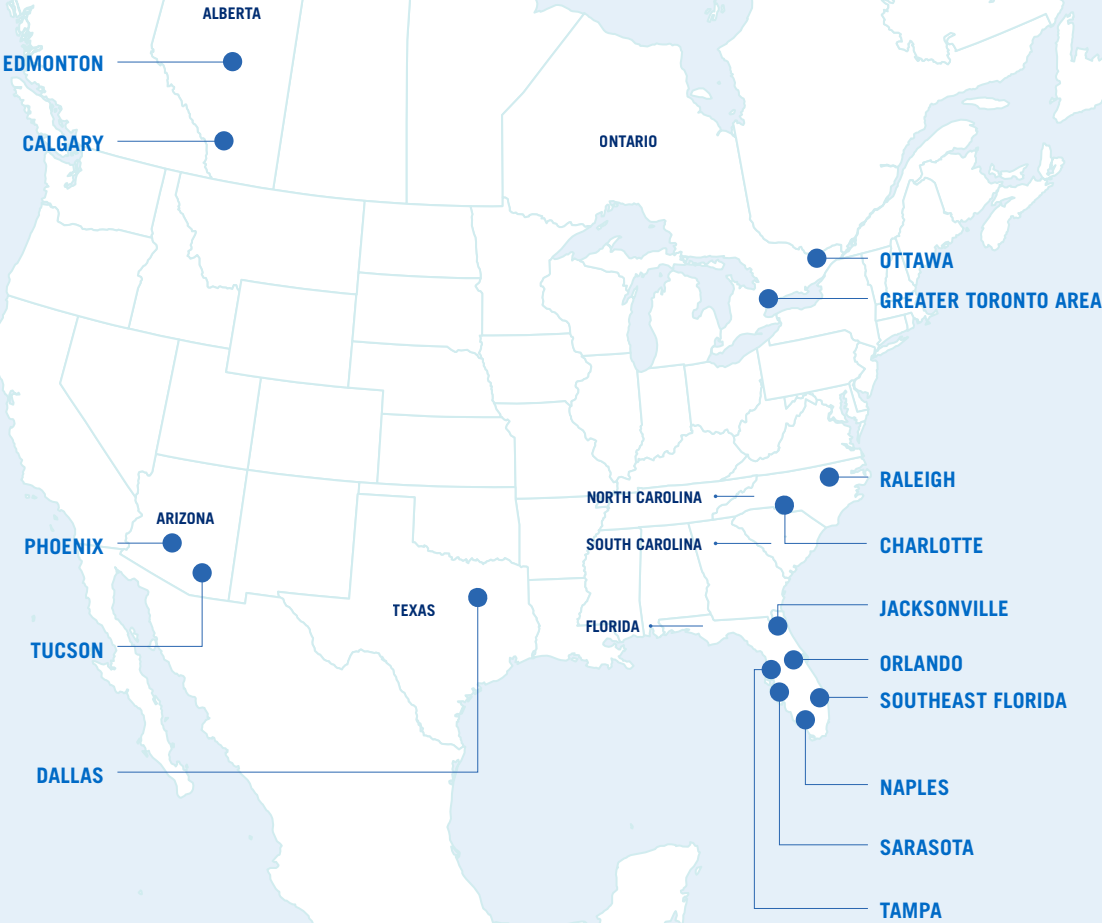 ALBERTA
EDMONTON
CALGARY
ONTARIO
OTTAWA
GREATER TORONTO AREA
RALEIGH
NORTH CAROLINA
ARIZONA
PHOENIX
SOUTH CAROLINA
CHARLOTTE
TEXAS
JACKSONVILLE
FLORIDA
TUCSON
ORLANDO
SOUTHEAST FLORIDA
DALLAS
NAPLES
SARASOTA
TAMPA